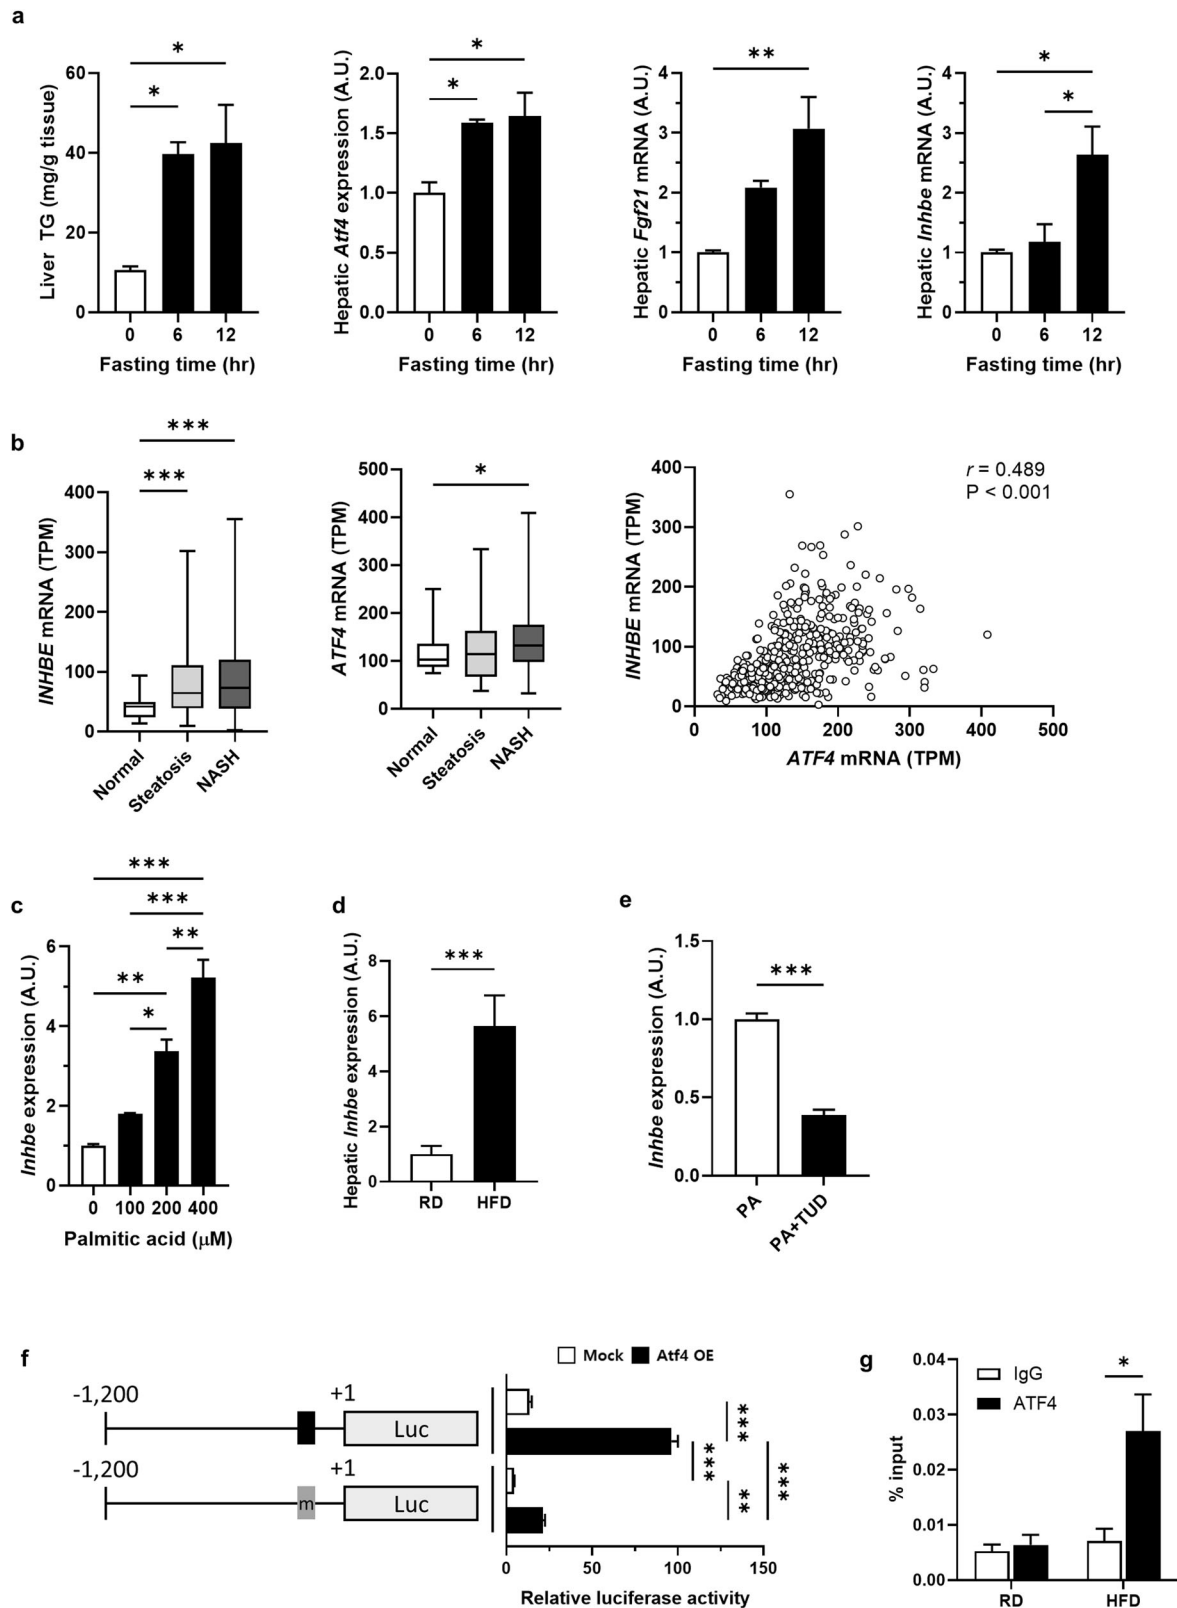 a
*
*
60
40
20
0
Liver TG (mg/g tissue)
0 6 12
Fasting time (hr)
*
*
2.0
1.5
1.0
0.5
0.0
Hepatic Atf4 expression (A.U.)
0 6 12
Fasting time (hr)
**
4
3
2
1
0
Hepatic Fgf21 mRNA (A.U.)
0 6 12
Fasting time (hr)
*
*
4
3
2
1
0
Hepatic Inhbe mRNA (A.U.)
0 6 12
Fasting time (hr)
b
***
***
400
300
200
100
0
INHBE mRNA (TPM)
Normal
Steatosis
NASH
*
500
400
300
200
100
0
ATF4 mRNA (TPM)
Normal
Steatosis
NASH
r = 0.489
P < 0.001
400
300
200
100
0
INHBE mRNA (TPM)
0 100 200 300 400 500
ATF4 mRNA (TPM)
c
***
***
**
**
*
6
4
2
0
Inhbe expression (A.U.)
0 100 200 400
Palmitic acid (μM)
d
***
8
6
4
2
0
Hepatic Inhbe expression (A.U.)
RD HFD
e
***
1.5
1.0
0.5
0.0
Inhbe expression (A.U.)
PA
PA+TUD
f
Mock Atf4 OE
-1,200 +1
Luc
-1,200 +1
m Luc
***
***
**
***
0 50 100 150
Relative luciferase activity
g
IgG
ATF4
*
0.04
0.03
0.02
0.01
0.00
% input
RD HFD